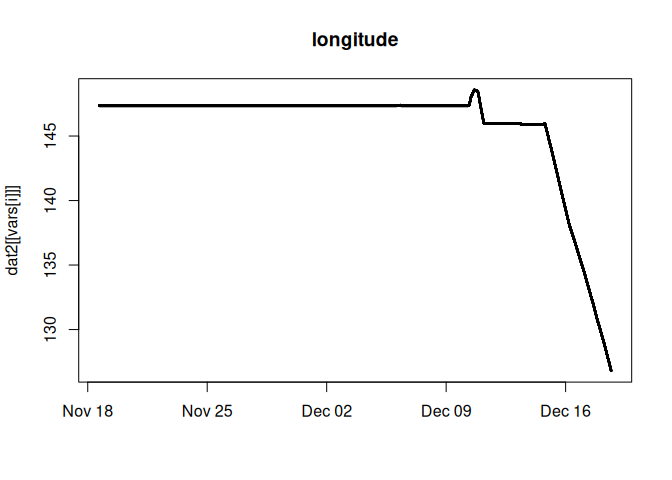 longitude
dat2[[vars[i]]]
145
140
135
130
Nov 18
Nov 25
Dec 02
Dec 09
Dec 16